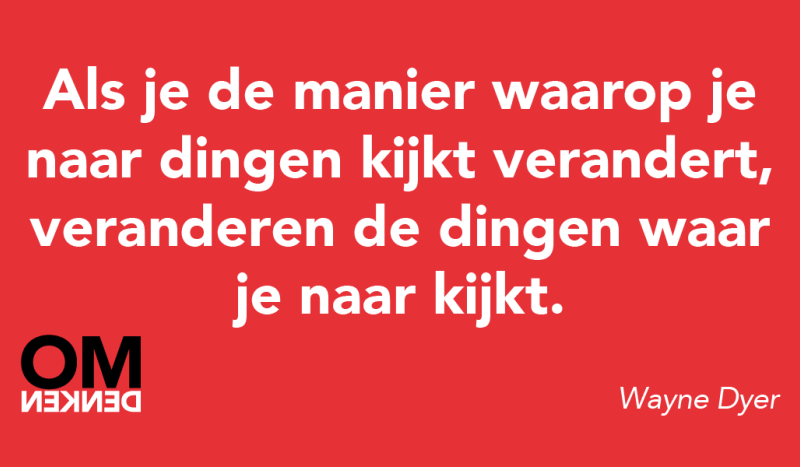 Als je de manier waarop je
naar dingen kijkt verandert,
veranderen de dingen waar
je naar kijkt.
OM
DENKEN
Wayne Dyer